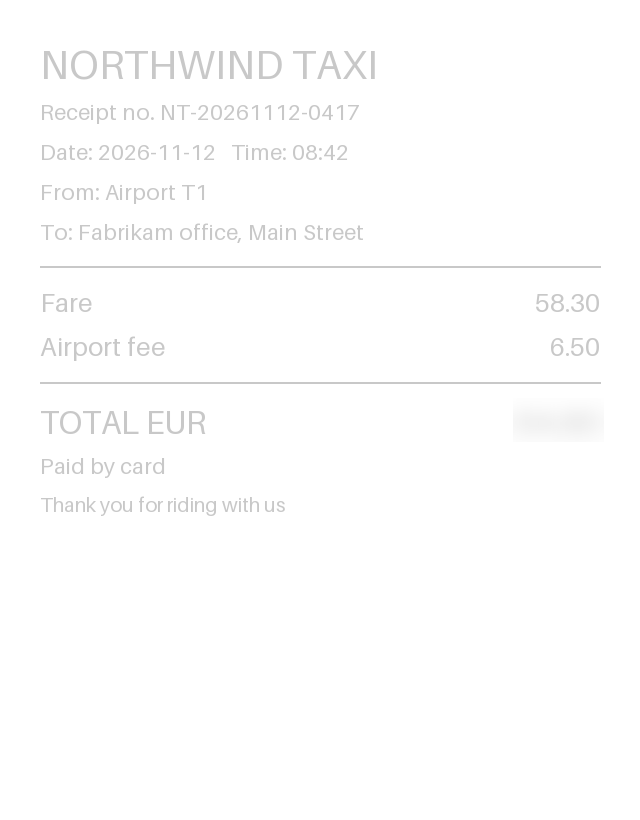 NORTHWIND TAXI
Receipt no. NT-20261112-0417
Date: 2026-11-12 Time: 08:42
From: Airport T1
To: Fabrikam office, Main Street
Fare 58.30
Airport fee 6.50
TOTAL EUR
Paid by card
Thank you for riding with us